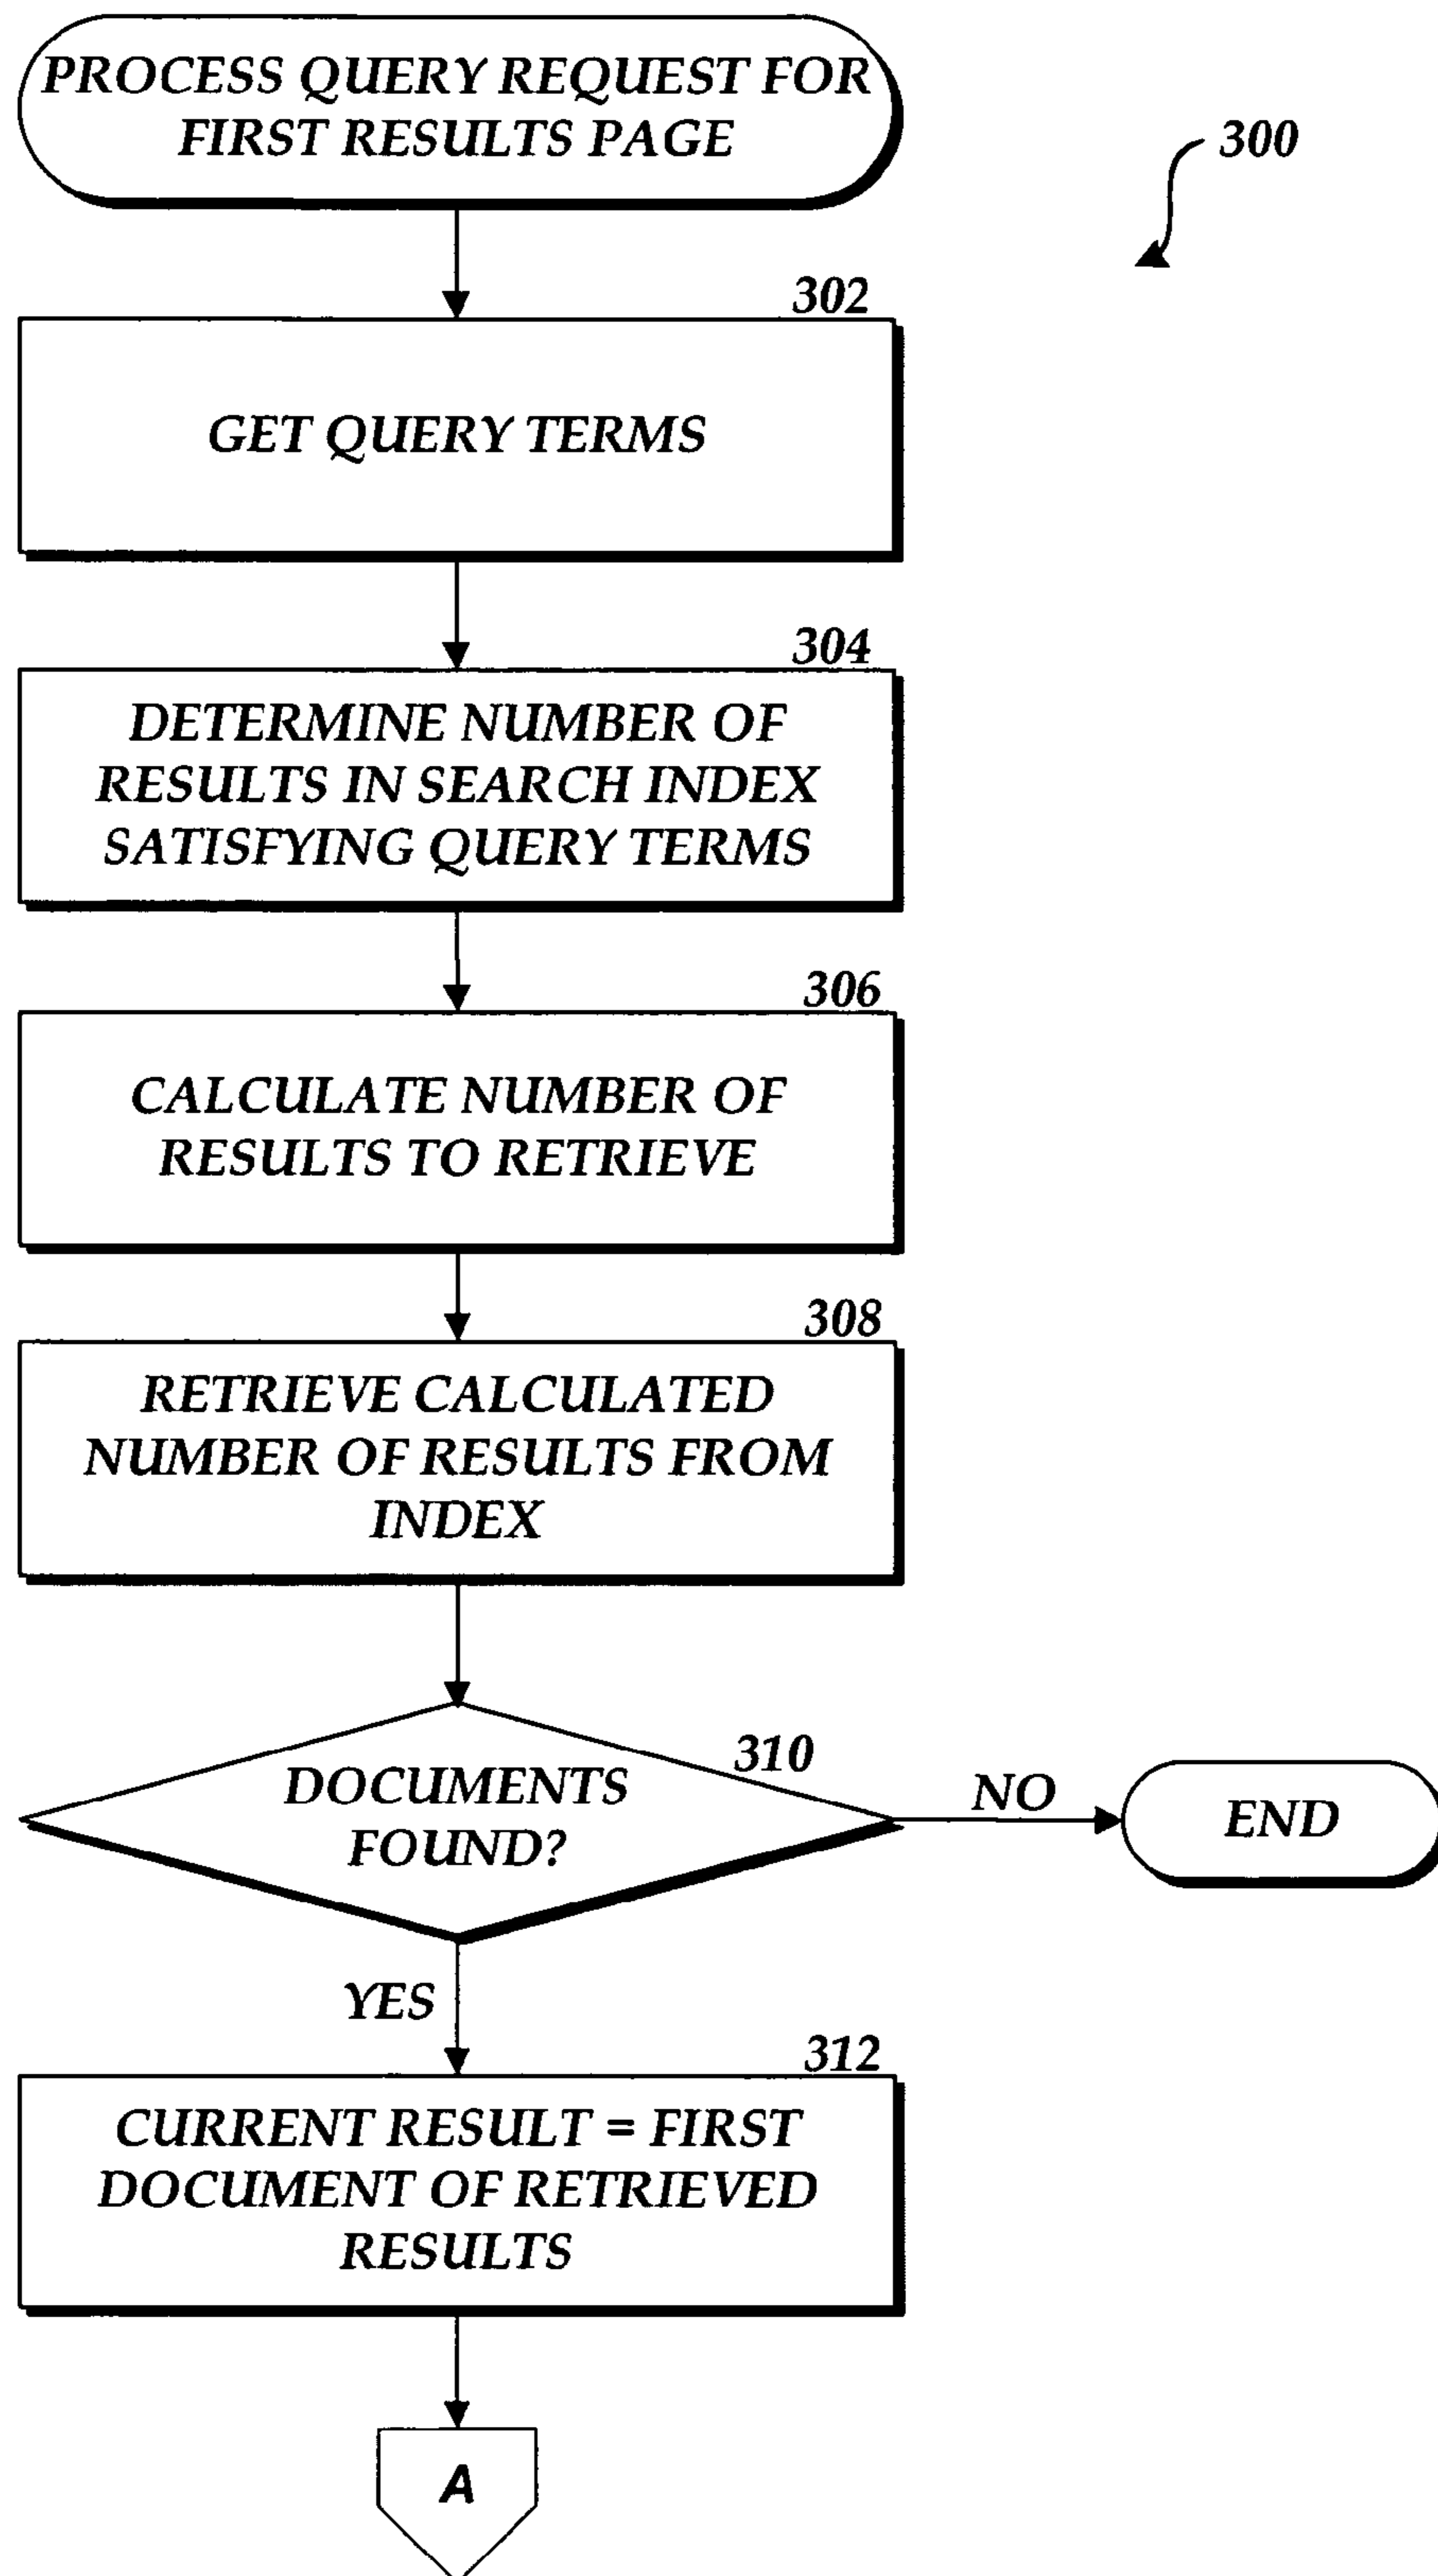 PROCESS QUERY REQUEST FOR
FIRST RESULTS PAGE
300
302
GET QUERY TERMS
304
DETERMINE NUMBER OF
RESULTS IN SEARCH INDEX
SATISFYING QUERY TERMS
306
CALCULATE NUMBER OF
RESULTS TO RETRIEVE
308
RETRIEVE CALCULATED
NUMBER OF RESULTS FROM
INDEX
310
DOCUMENTS
FOUND?
NO
END
YES
312
CURRENT RESULT = FIRST
DOCUMENT OF RETRIEVED
RESULTS
A